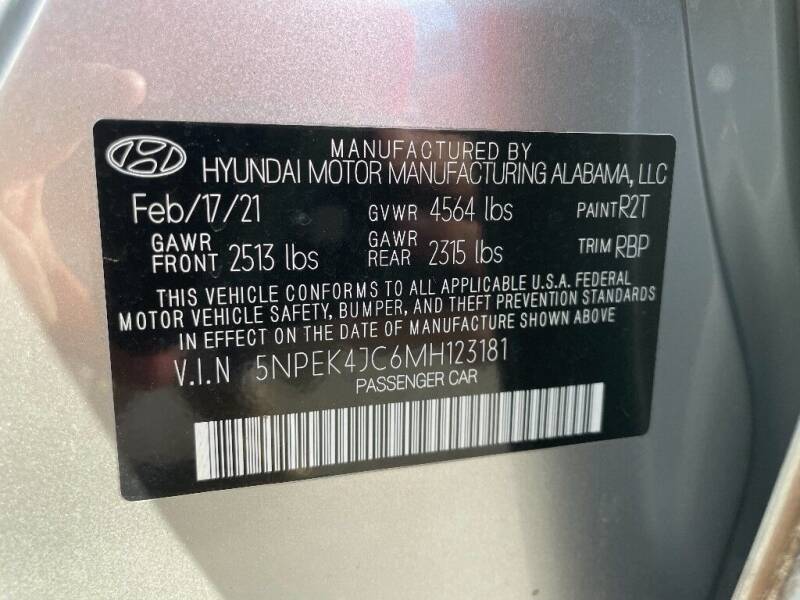 MANUFACTURED BY
HYUNDAI MOTOR MANUFACTURING ALABAMA, LLC
Feb/17/21 GVWR 4564 lbs PAINT R2T
GAWR FRONT 2513 lbs GAWR REAR 2315 lbs TRIM RBP
THIS VEHICLE CONFORMS TO ALL APPLICABLE U.S.A. FEDERAL
MOTOR VEHICLE SAFETY, BUMPER, AND THEFT PREVENTION STANDARDS
IN EFFECT ON THE DATE OF MANUFACTURE SHOWN ABOVE
V.I.N 5NPEK4JC6MH123181
PASSENGER CAR